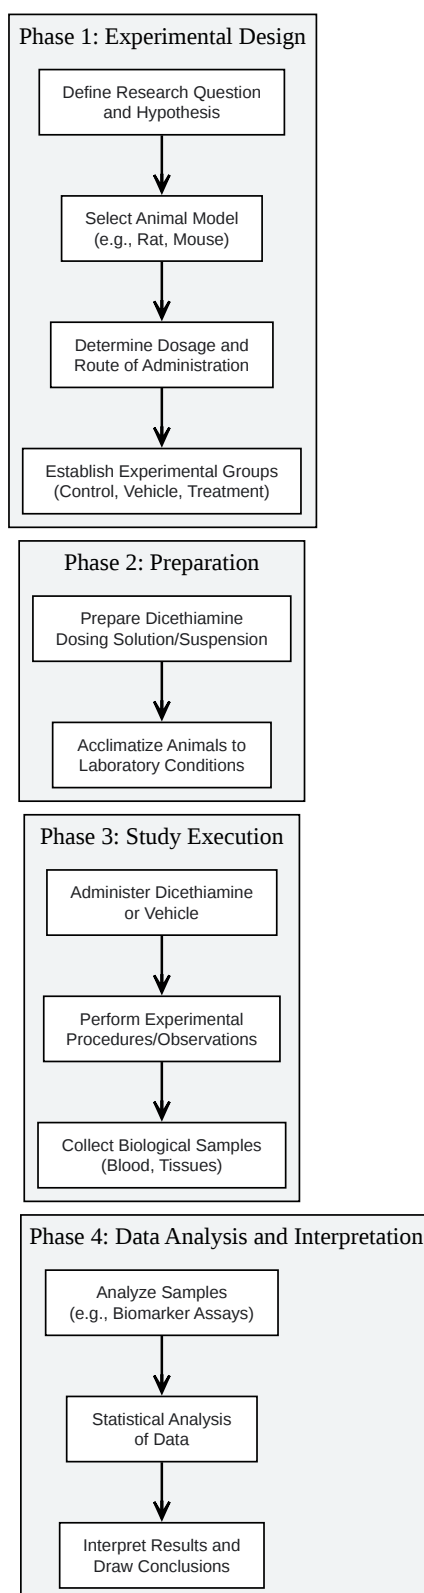 Phase 1: Experimental Design
Define Research Question
and Hypothesis
Select Animal Model
(e.g., Rat, Mouse)
Determine Dosage and
Route of Administration
Establish Experimental Groups
(Control, Vehicle, Treatment)
Phase 2: Preparation
Prepare Dicethiamine
Dosing Solution/Suspension
Acclimatize Animals to
Laboratory Conditions
Phase 3: Study Execution
Administer Dicethiamine
or Vehicle
Perform Experimental
Procedures/Observations
Collect Biological Samples
(Blood, Tissues)
Phase 4: Data Analysis and Interpretation
Analyze Samples
(e.g., Biomarker Assays)
Statistical Analysis
of Data
Interpret Results and
Draw Conclusions